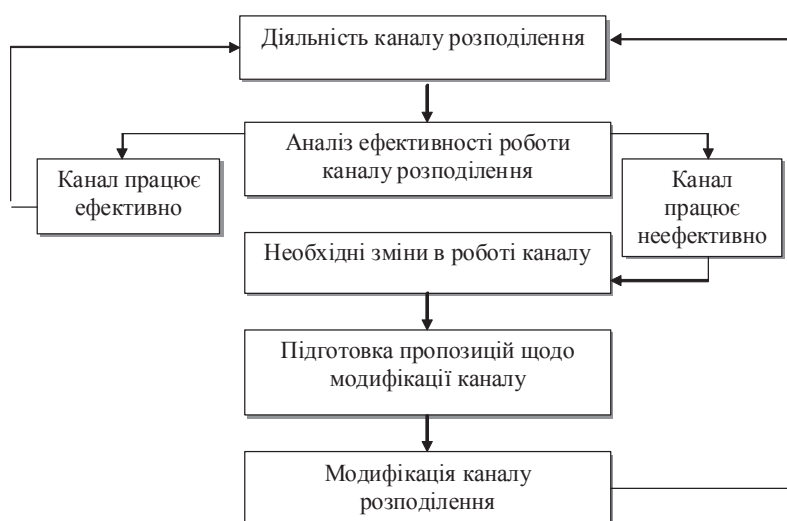 Діяльність каналу розподілення
Аналіз ефективності роботи
каналу розподілення
Канал працює
ефективно
Канал
працює
неефективно
Необхідні зміни в роботі каналу
Підготовка пропозицій щодо
модифікації каналу
Модифікація каналу
розподілення